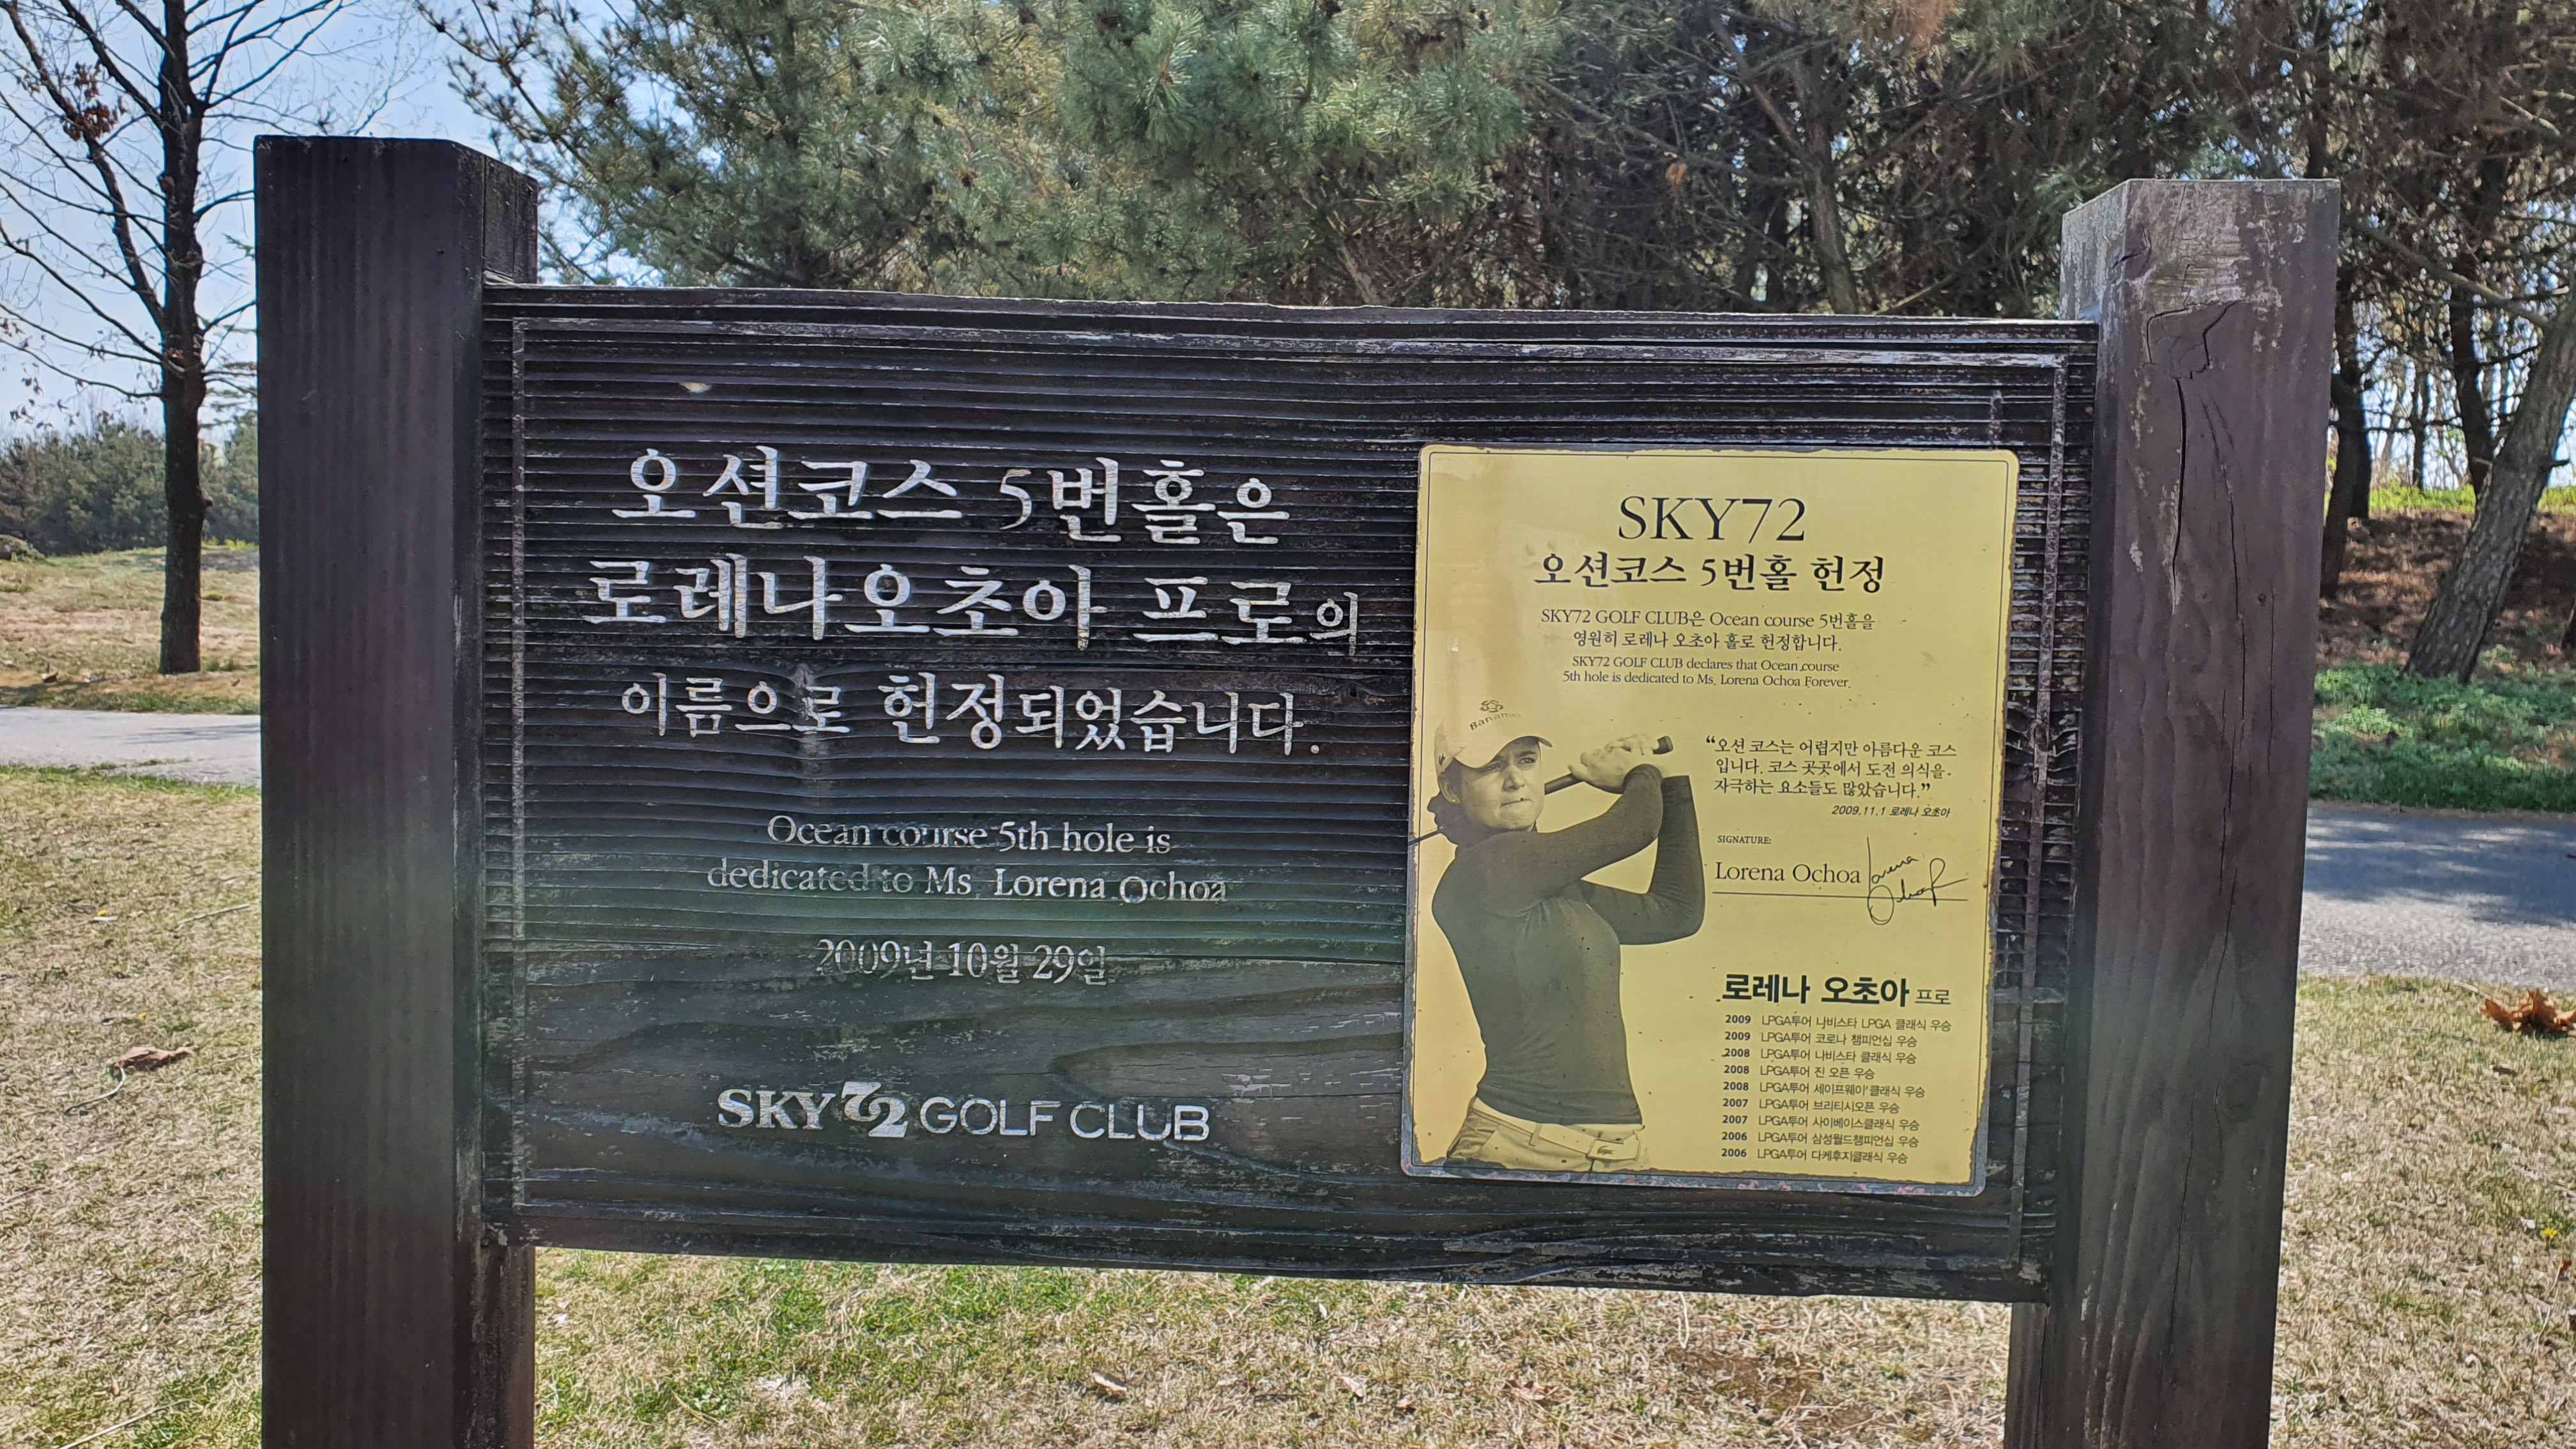 오션코스 5번홀은
로레나오초아 프로의
이름으로 헌정되었습니다.
Ocean course 5th hole is
dedicated to Ms. Lorena Ochoa
2009년 10월 29일
SKY72 GOLF CLUB
SKY72
오션코스 5번홀 헌정
SKY72 GOLF CLUB은 Ocean course 5번홀을
영원히 로레나 오초아 홀로 헌정합니다.
SKY72 GOLF CLUB declares that Ocean course
5th hole is dedicated to Ms. Lorena Ochoa Forever.
Banamex
“오션 코스는 어렵지만 아름다운 코스
입니다. 코스 곳곳에서 도전 의식을
자극하는 요소들도 많았습니다.”
2009.11.1 로레나 오초아
SIGNATURE:
Lorena Ochoa Lorena
Ochoa
로레나 오초아 프로
2009 LPGA투어 나비스타 LPGA 클래식 우승
2009 LPGA투어 코로나 챔피언십 우승
2008 LPGA투어 나비스타 클래식 우승
2008 LPGA투어 진 오픈 우승
2008 LPGA투어 세이프웨이 클래식 우승
2007 LPGA투어 브리티시오픈 우승
2007 LPGA투어 사이베이스클래식 우승
2006 LPGA투어 삼성월드챔피언십 우승
2006 LPGA투어 다케후지클래식 우승